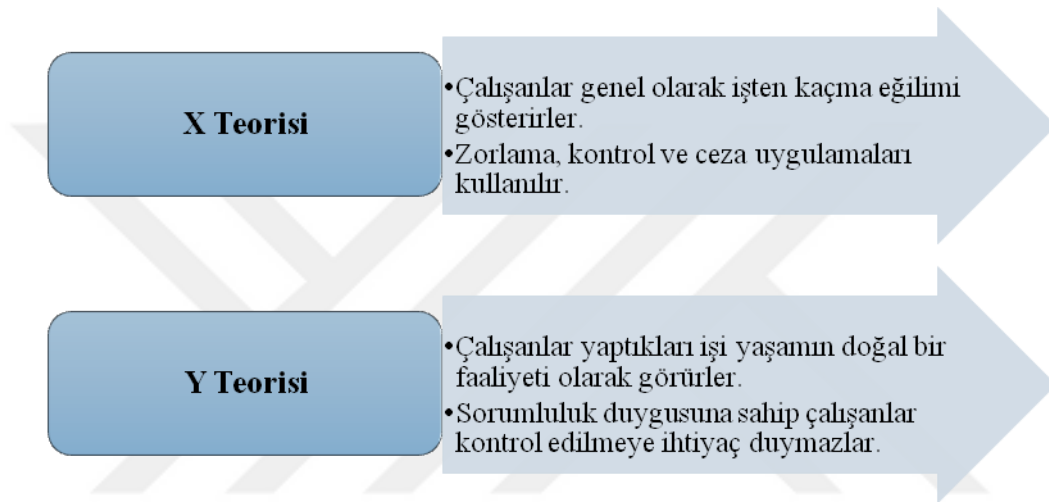 X Teorisi
•Çalışanlar genel olarak işten kaçma eğilimi
gösterirler.
•Zorlama, kontrol ve ceza uygulamaları
kullanılır.
Y Teorisi
•Çalışanlar yaptıkları işi yaşamın doğal bir
faaliyeti olarak görürler.
•Sorumluluk duygusuna sahip çalışanlar
kontrol edilmeye ihtiyaç duymazlar.